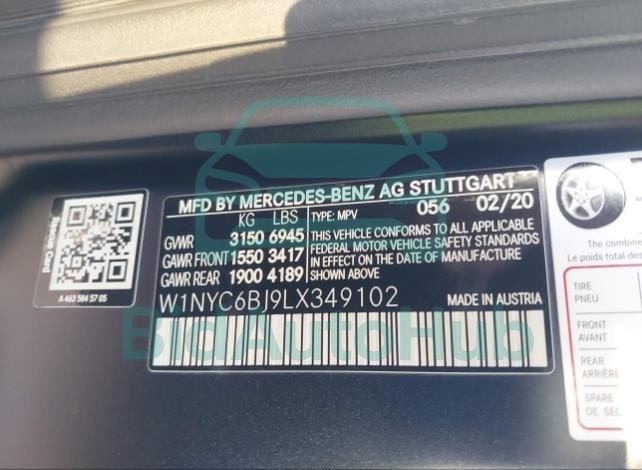 MFD BY MERCEDES-BENZ AG STUTTGART
KG LBS TYPE: MPV 056 02/20
GWVR 3150 6945 THIS VEHICLE CONFORMS TO ALL APPLICABLE
GAWR FRONT 1550 3417 FEDERAL MOTOR VEHICLE SAFETY STANDARDS
GAWR REAR 1900 4189 IN EFFECT ON THE DATE OF MANUFACTURE
SHOWN ABOVE.
W1NYC6BJ9LX349102 MADE IN AUSTRIA
Rescue Card
A 463 584 57 05
BidAutoHub
The combine
Le poids total des
TIRE
PNEU
FRONT
AVANT
REAR
ARRIÈRE
SPARE
DE SEC